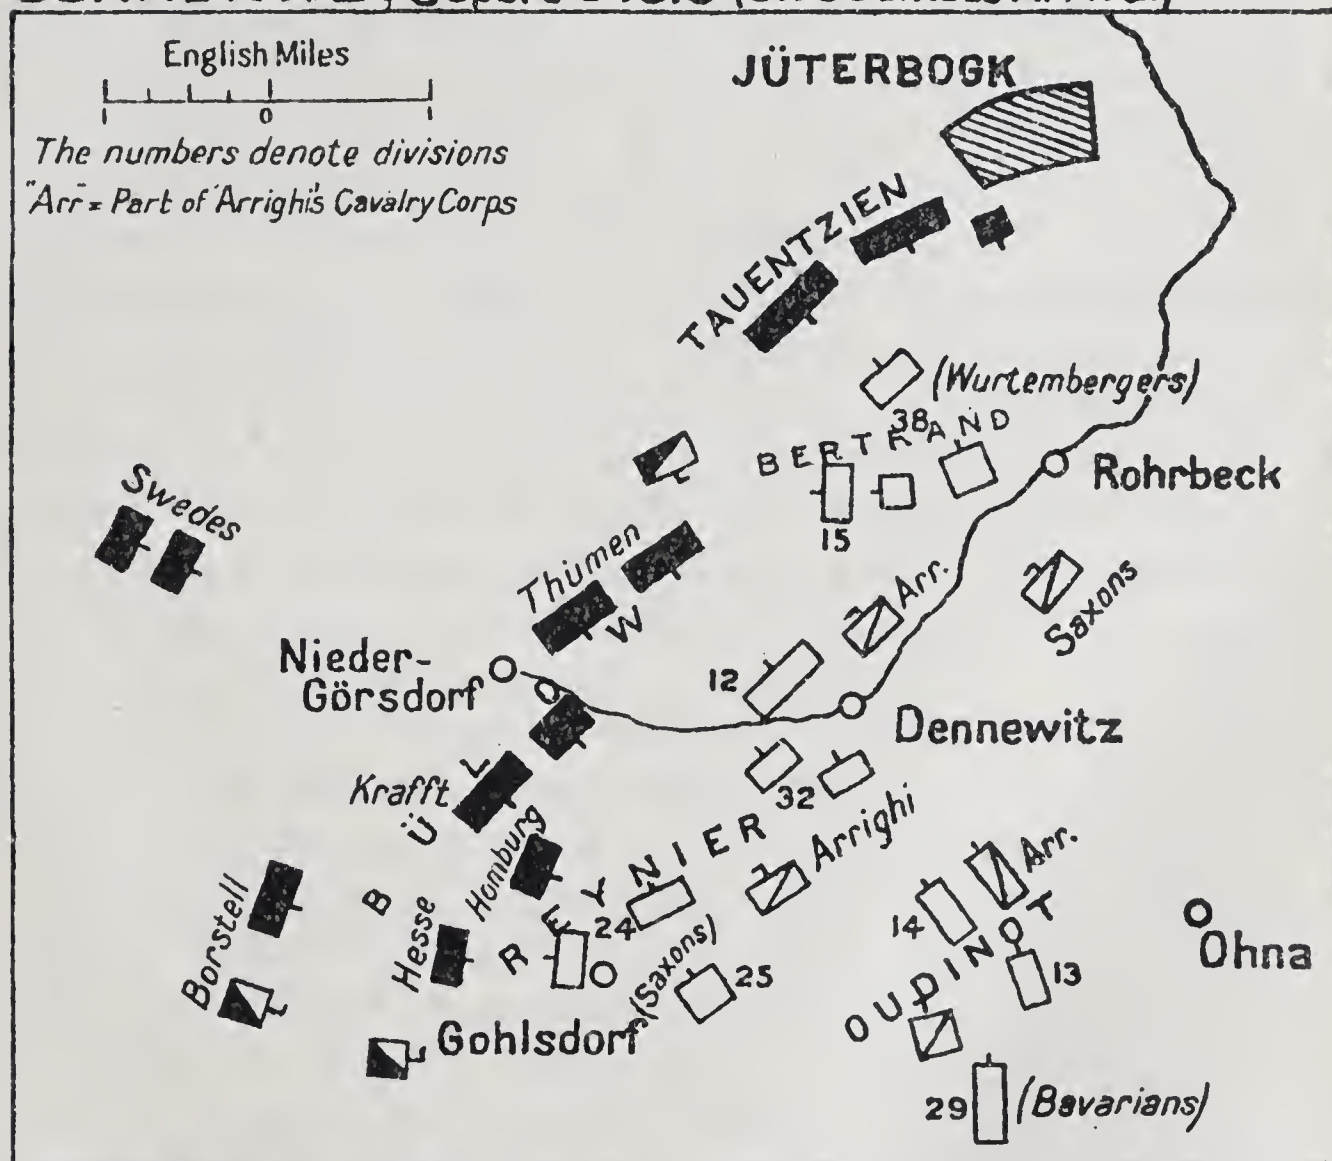 English Miles
1 0 1
The numbers denote divisions
"Arr" = Part of Arrighi's Cavalry Corps
JÜTERBOGK
TAUENTZIEN
(Wurtembergers)
38
BERTRAND
15
Rohrbeck
Swedes
Thümen
Arr.
Saxons
Nieder-
Görsdorf
12
Dennewitz
BÜLOW
Krafft
32
Homburg
Hesse
Borstell
REYNIER
Arrighi
24
(Saxons)
25
Gohlsdorf
Arr.
14
OUDINOT
13
Ohna
29
(Bavarians)